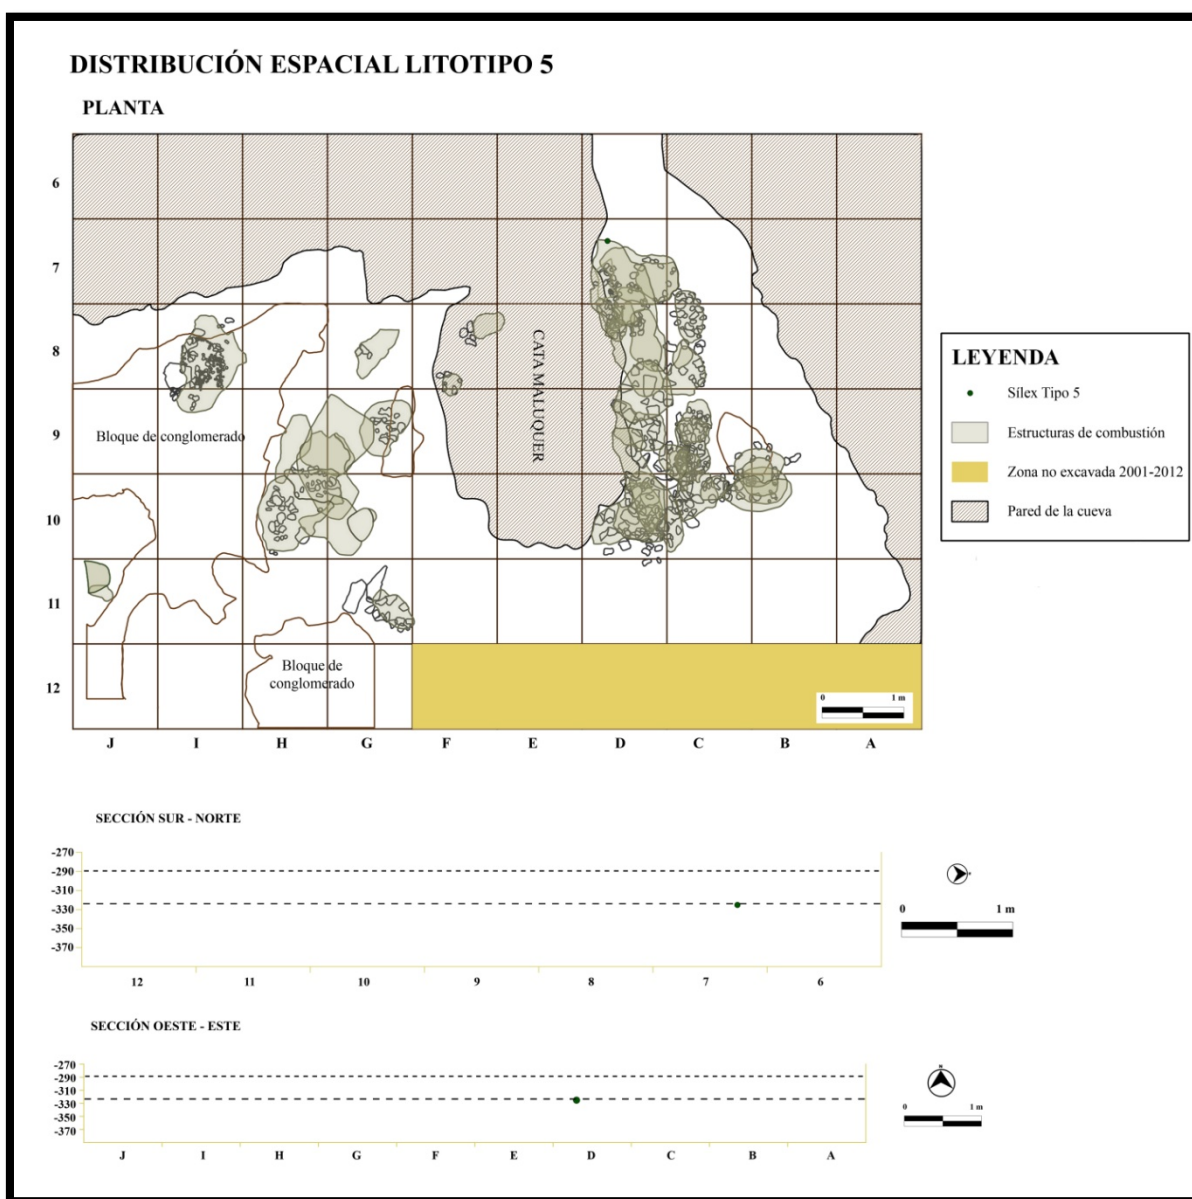 DISTRIBUCIÓN ESPACIAL LITOTIPO 5
PLANTA
6
7
8
9
10
11
12
Bloque de conglomerado
CATA MALUQUER
Bloque de
conglomerado
0 1 m
J I H G F E D C B A
LEYENDA
Sílex Tipo 5
Estructuras de combustión
Zona no excavada 2001-2012
Pared de la cueva
SECCIÓN SUR - NORTE
-270
-290
-310
-330
-350
-370
12 11 10 9 8 7 6
0 1 m
SECCIÓN OESTE - ESTE
-270
-290
-310
-330
-350
-370
J I H G F E D C B A
N
0 1 m